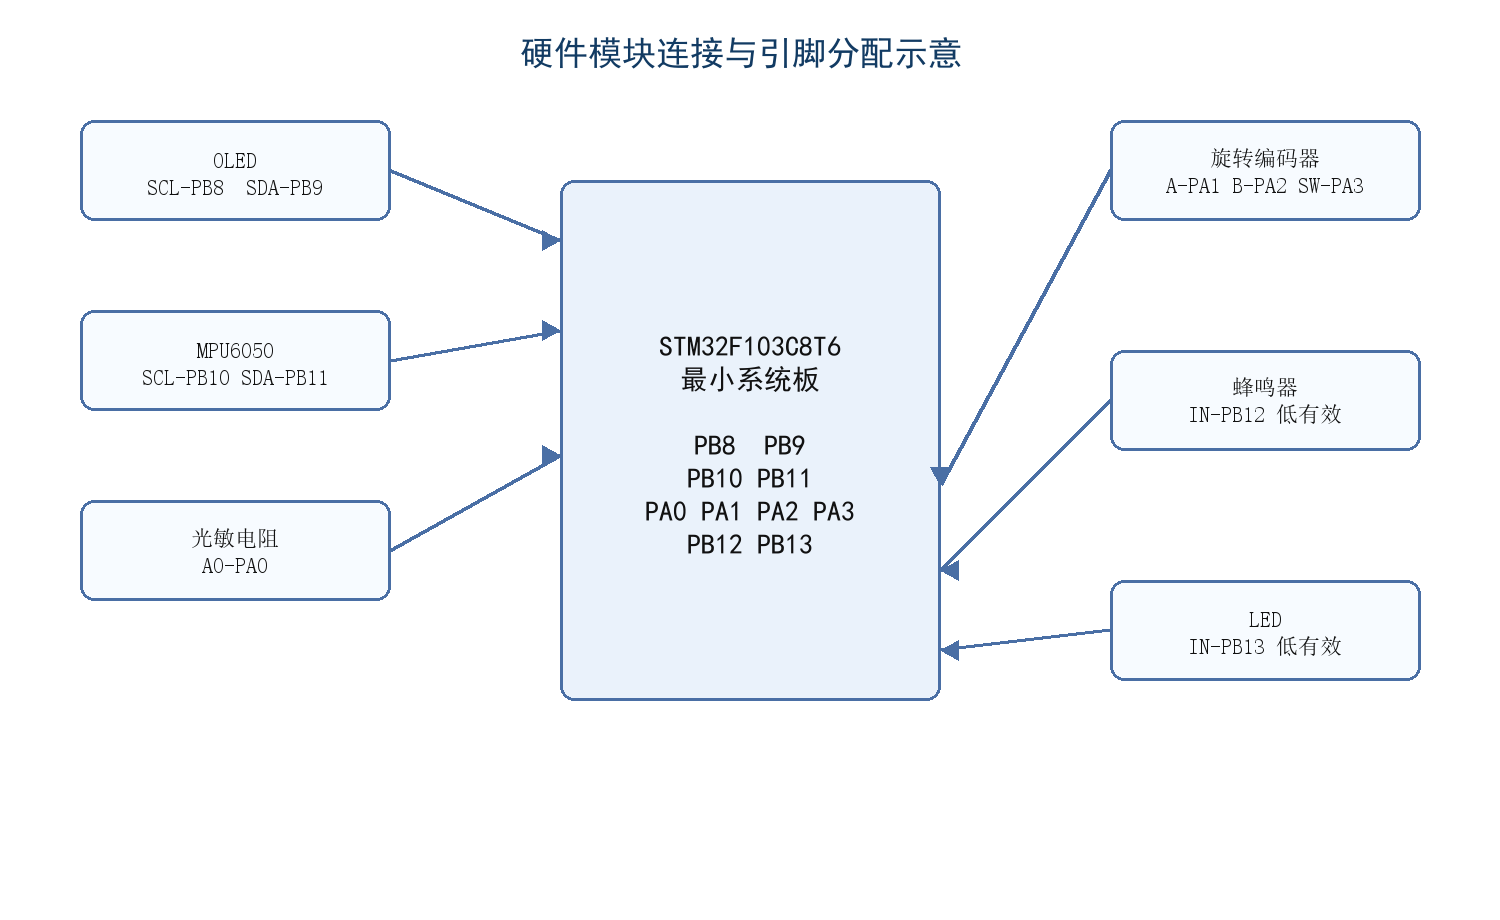 硬件模块连接与引脚分配示意
OLED
SCL-PB8  SDA-PB9
MPU6050
SCL-PB10 SDA-PB11
光敏电阻
AO-PA0
STM32F103C8T6
最小系统板
PB8  PB9
PB10 PB11
PA0 PA1 PA2 PA3
PB12 PB13
旋转编码器
A-PA1 B-PA2 SW-PA3
蜂鸣器
IN-PB12 低有效
LED
IN-PB13 低有效